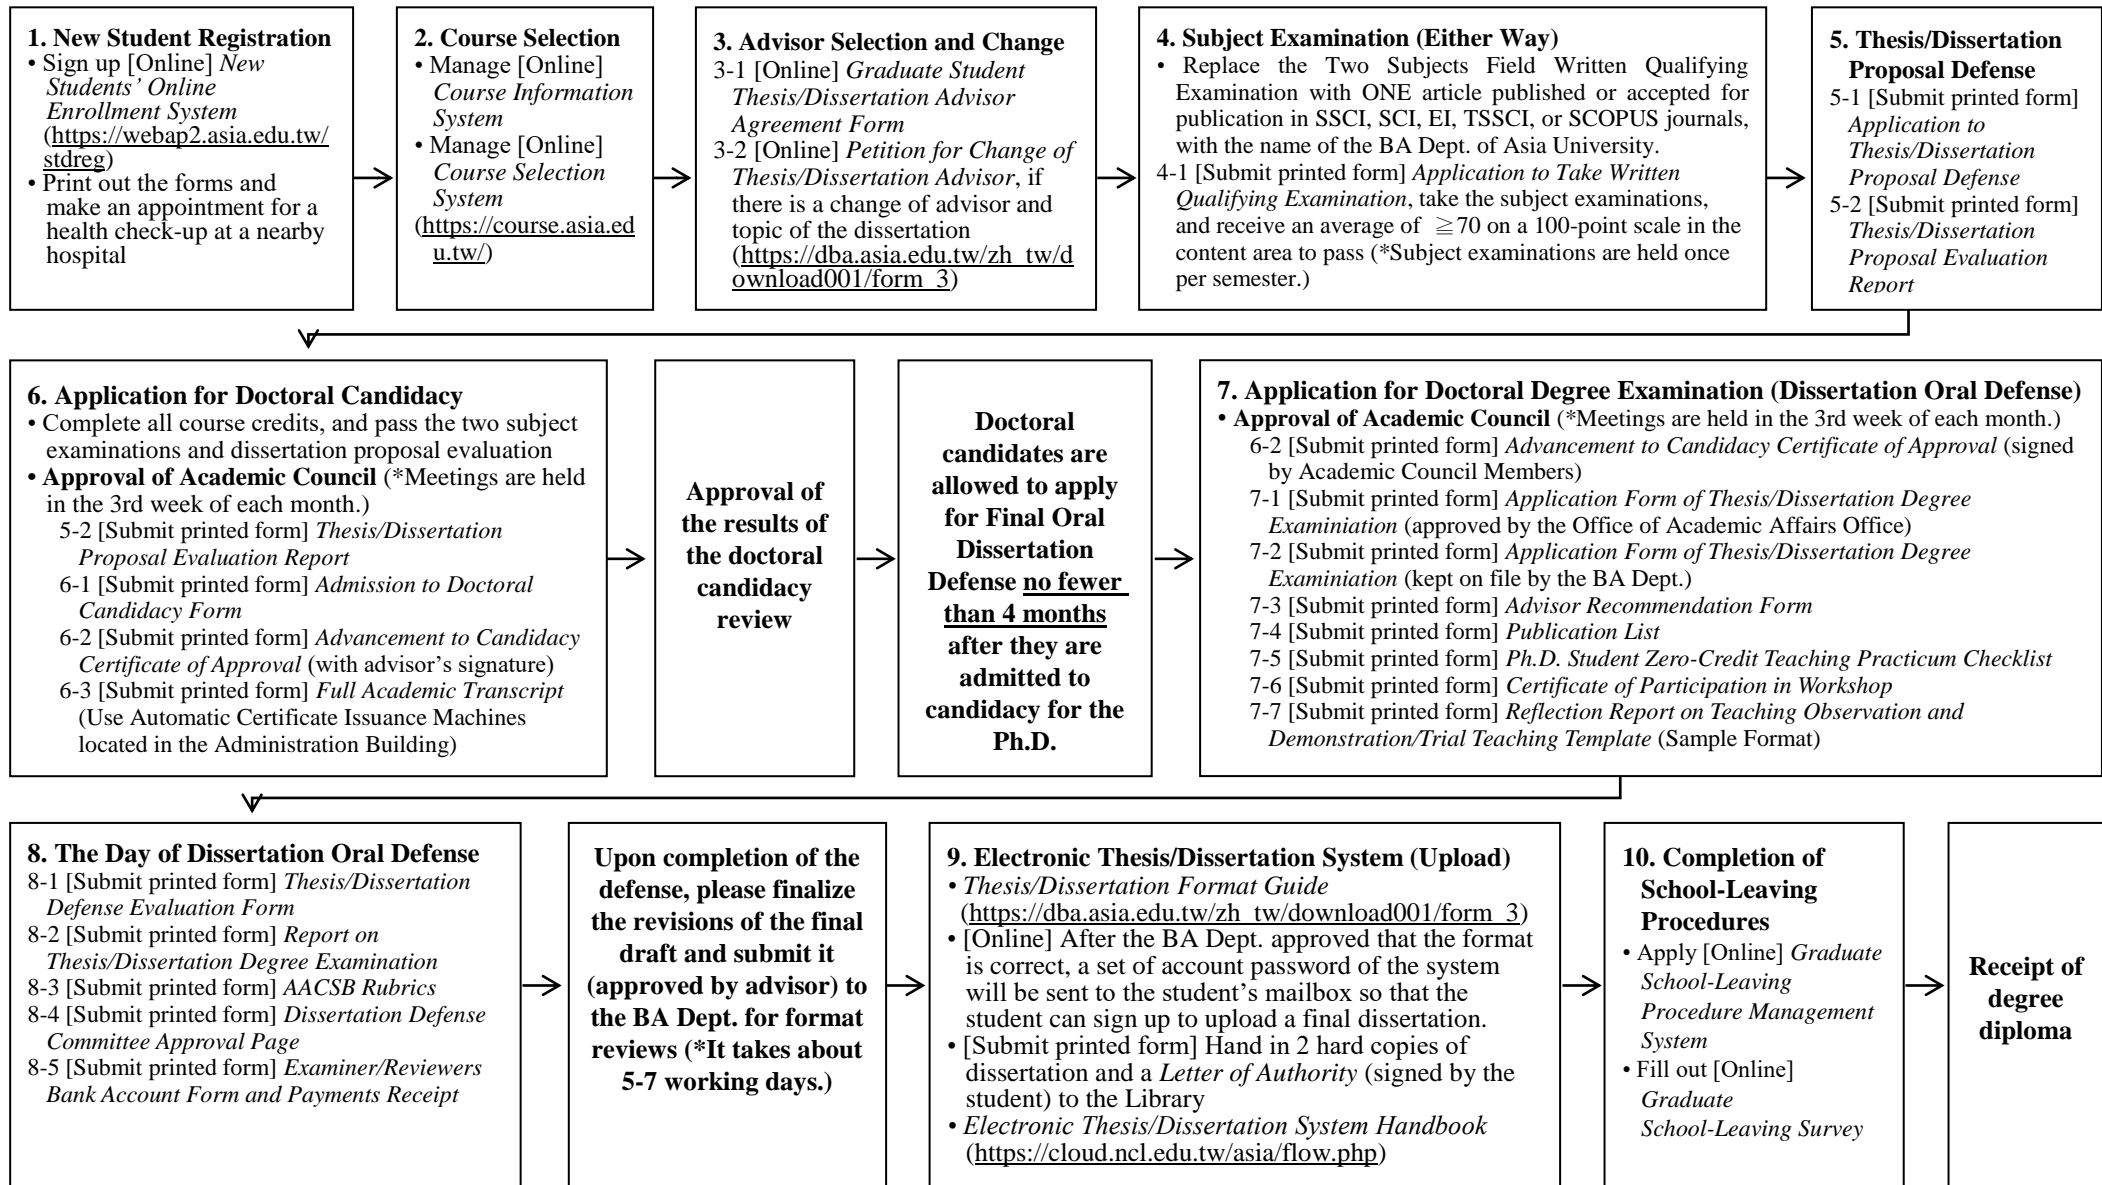 1. New Student Registration
• Sign up [Online] New
Students’ Online
Enrollment System
(https://webap2.asia.edu.tw/
stdreg)
• Print out the forms and
make an appointment for a
health check-up at a nearby
hospital
2. Course Selection
• Manage [Online]
Course Information
System
• Manage [Online]
Course Selection
System
(https://course.asia.ed
u.tw/)
3. Advisor Selection and Change
3-1 [Online] Graduate Student
Thesis/Dissertation Advisor
Agreement Form
3-2 [Online] Petition for Change of
Thesis/Dissertation Advisor, if
there is a change of advisor and
topic of the dissertation
(https://dba.asia.edu.tw/zh_tw/d
ownload001/form_3)
4. Subject Examination (Either Way)
• Replace the Two Subjects Field Written Qualifying
Examination with ONE article published or accepted for
publication in SSCI, SCI, EI, TSSCI, or SCOPUS journals,
with the name of the BA Dept. of Asia University.
4-1 [Submit printed form] Application to Take Written
Qualifying Examination, take the subject examinations,
and receive an average of ≧70 on a 100-point scale in the
content area to pass (*Subject examinations are held once
per semester.)
5. Thesis/Dissertation
Proposal Defense
5-1 [Submit printed form]
Application to
Thesis/Dissertation
Proposal Defense
5-2 [Submit printed form]
Thesis/Dissertation
Proposal Evaluation
Report
6. Application for Doctoral Candidacy
• Complete all course credits, and pass the two subject
examinations and dissertation proposal evaluation
• Approval of Academic Council (*Meetings are held
in the 3rd week of each month.)
5-2 [Submit printed form] Thesis/Dissertation
Proposal Evaluation Report
6-1 [Submit printed form] Admission to Doctoral
Candidacy Form
6-2 [Submit printed form] Advancement to Candidacy
Certificate of Approval (with advisor’s signature)
6-3 [Submit printed form] Full Academic Transcript
(Use Automatic Certificate Issuance Machines
located in the Administration Building)
Approval of
the results of
the doctoral
candidacy
review
Doctoral
candidates are
allowed to apply
for Final Oral
Dissertation
Defense no fewer
than 4 months
after they are
admitted to
candidacy for the
Ph.D.
7. Application for Doctoral Degree Examination (Dissertation Oral Defense)
• Approval of Academic Council (*Meetings are held in the 3rd week of each month.)
6-2 [Submit printed form] Advancement to Candidacy Certificate of Approval (signed
by Academic Council Members)
7-1 [Submit printed form] Application Form of Thesis/Dissertation Degree
Examiniation (approved by the Office of Academic Affairs Office)
7-2 [Submit printed form] Application Form of Thesis/Dissertation Degree
Examiniation (kept on file by the BA Dept.)
7-3 [Submit printed form] Advisor Recommendation Form
7-4 [Submit printed form] Publication List
7-5 [Submit printed form] Ph.D. Student Zero-Credit Teaching Practicum Checklist
7-6 [Submit printed form] Certificate of Participation in Workshop
7-7 [Submit printed form] Reflection Report on Teaching Observation and
Demonstration/Trial Teaching Template (Sample Format)
8. The Day of Dissertation Oral Defense
8-1 [Submit printed form] Thesis/Dissertation
Defense Evaluation Form
8-2 [Submit printed form] Report on
Thesis/Dissertation Degree Examination
8-3 [Submit printed form] AACSB Rubrics
8-4 [Submit printed form] Dissertation Defense
Committee Approval Page
8-5 [Submit printed form] Examiner/Reviewers
Bank Account Form and Payments Receipt
Upon completion of the
defense, please finalize
the revisions of the final
draft and submit it
(approved by advisor) to
the BA Dept. for format
reviews (*It takes about
5-7 working days.)
9. Electronic Thesis/Dissertation System (Upload)
• Thesis/Dissertation Format Guide
(https://dba.asia.edu.tw/zh_tw/download001/form_3)
• [Online] After the BA Dept. approved that the format
is correct, a set of account password of the system
will be sent to the student’s mailbox so that the
student can sign up to upload a final dissertation.
• [Submit printed form] Hand in 2 hard copies of
dissertation and a Letter of Authority (signed by the
student) to the Library
• Electronic Thesis/Dissertation System Handbook
(https://cloud.ncl.edu.tw/asia/flow.php)
10. Completion of
School-Leaving
Procedures
• Apply [Online] Graduate
School-Leaving
Procedure Management
System
• Fill out [Online]
Graduate
School-Leaving Survey
Receipt of
degree
diploma